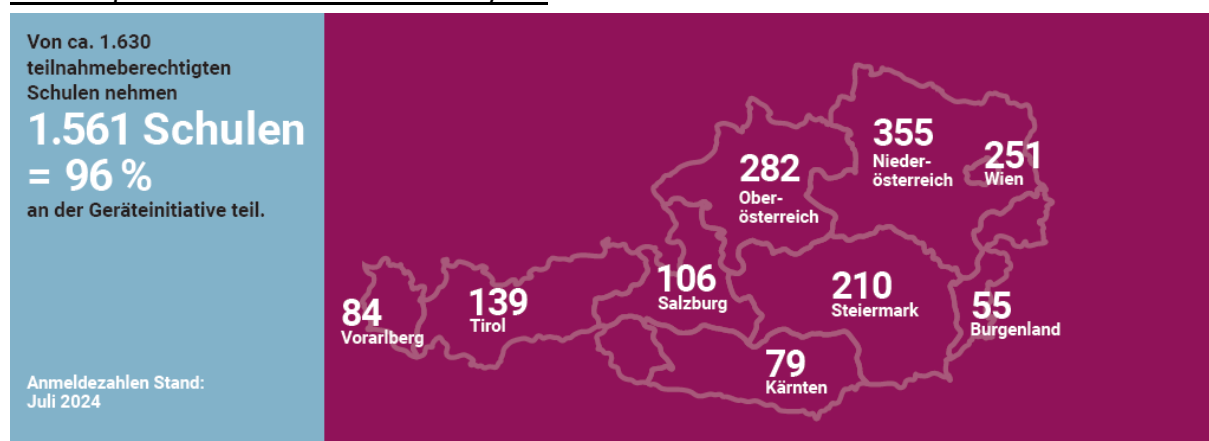 Von ca. 1.630
teilnahmeberechtigten
Schulen nehmen
1.561 Schulen
= 96 %
an der Geräteinitiative teil.
Anmeldezahlen Stand:
Juli 2024
355
Nieder-
österreich
251
Wien
282
Ober-
österreich
106
Salzburg
210
Steiermark
139
Tirol
84
Vorarlberg
55
Burgenland
79
Kärnten